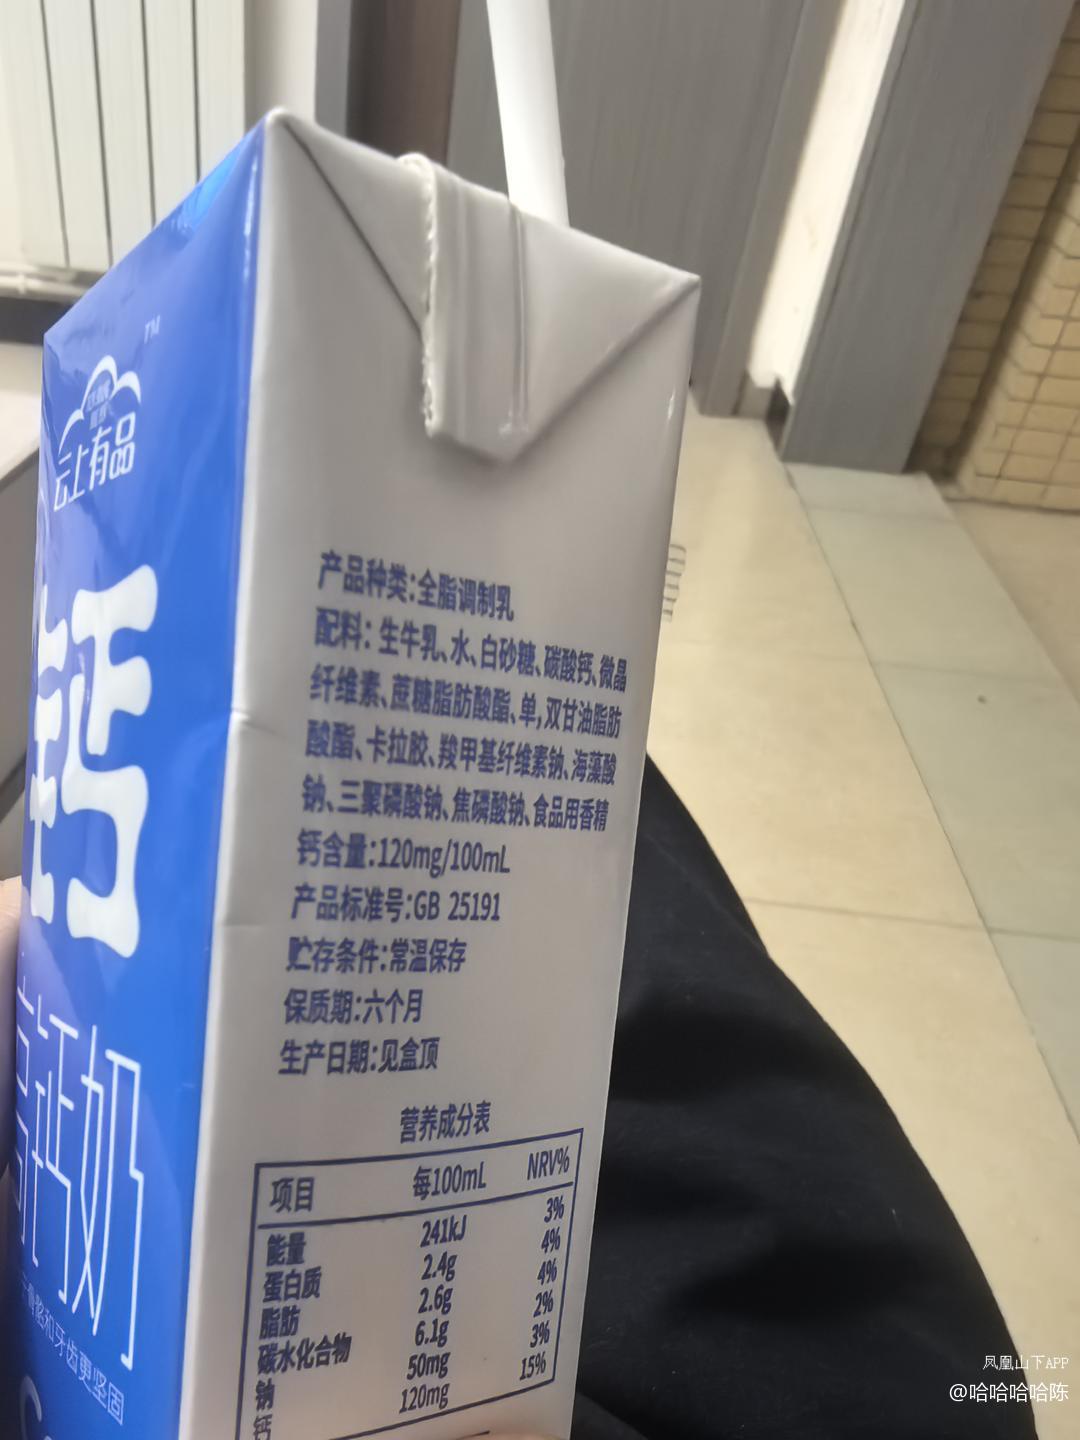 TM
云上有品
钙
高钙奶
骨骼和牙齿更坚固
产品种类:全脂调制乳
配料: 生牛乳、水、白砂糖、碳酸钙、微晶
纤维素、蔗糖脂肪酸酯、单,双甘油脂肪
酸酯、卡拉胶、羧甲基纤维素钠、海藻酸
钠、三聚磷酸钠、焦磷酸钠、食品用香精
钙含量:120mg/100mL
产品标准号:GB 25191
贮存条件:常温保存
保质期:六个月
生产日期:见盒顶
营养成分表
项目 每100mL NRV%
能量 241kJ 3%
蛋白质 2.4g 4%
脂肪 2.6g 4%
碳水化合物 6.1g 2%
钠 50mg 3%
钙 120mg 15%
凤凰山下APP
@哈哈哈哈陈